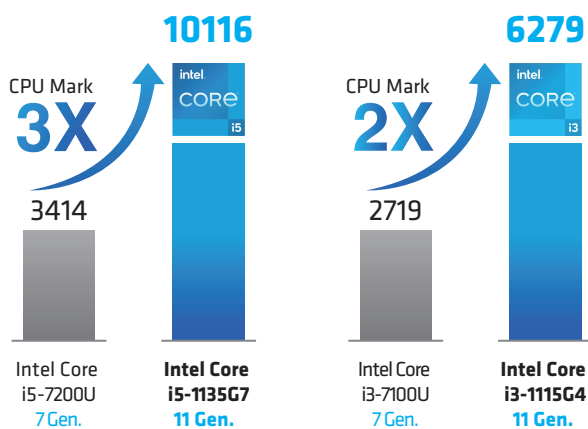 10116
CPU Mark
3X
intel.
CORE
i5
3414
Intel Core
i5-7200U
7 Gen.
Intel Core
i5-1135G7
11 Gen.
6279
CPU Mark
2X
intel.
CORE
i3
2719
Intel Core
i3-7100U
7 Gen.
Intel Core
i3-1115G4
11 Gen.